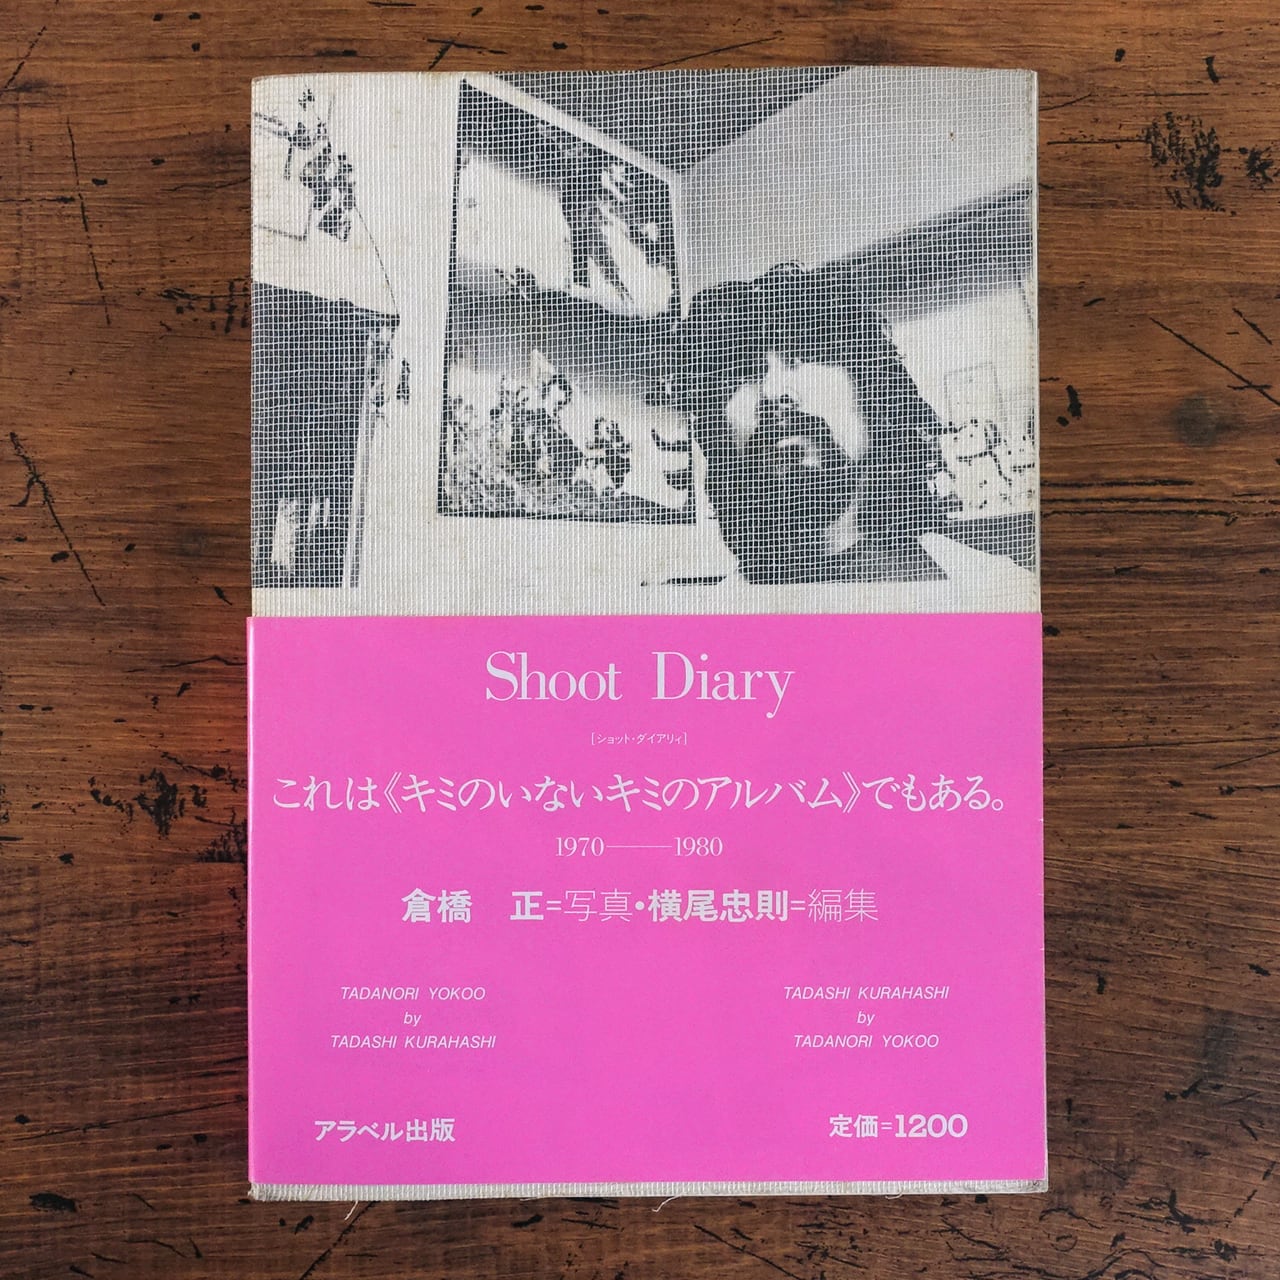 Shoot Diary
[ショット・ダイアリィ]
これは《キミのいないキミのアルバム》でもある。
1970——1980
倉橋　正=写真・横尾忠則=編集
TADANORI YOKOO
by
TADASHI KURAHASHI
TADASHI KURAHASHI
by
TADANORI YOKOO
アラベル出版
定価=1200